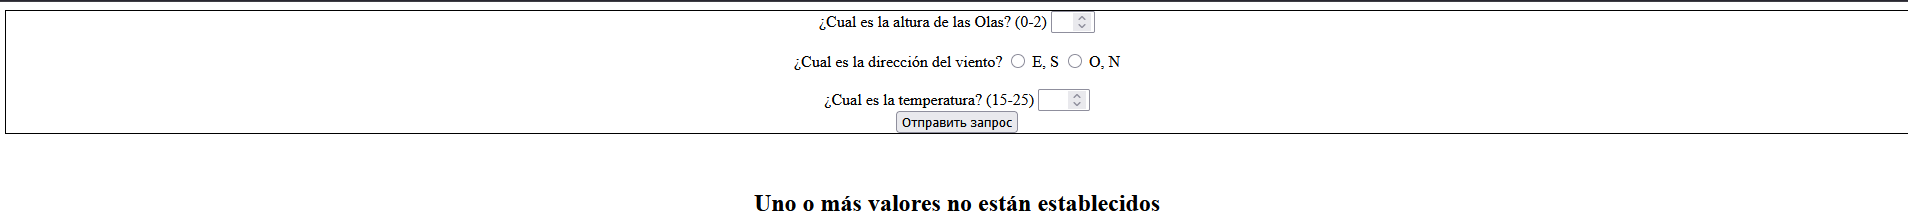 ¿Cual es la altura de las Olas? (0-2)
¿Cual es la dirección del viento? E, S O, N
¿Cual es la temperatura? (15-25)
Отправить запрос
Uno o más valores no están establecidos